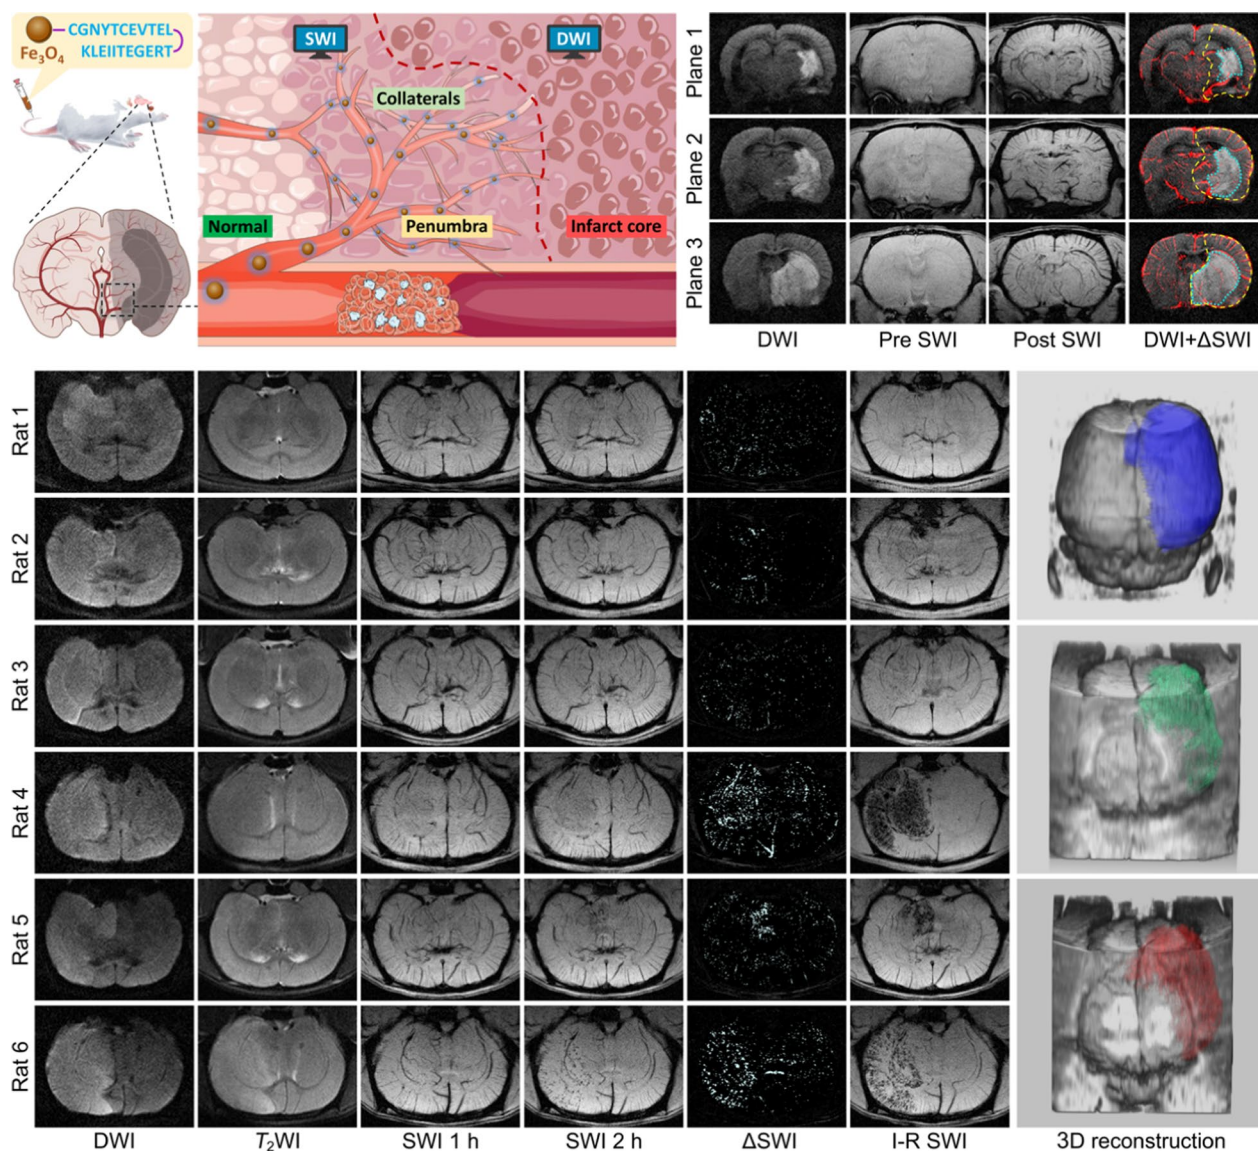 CGNYTCEVTEL
Fe3O4
KLEIITEGERT
SWI
DWI
Collaterals
Normal
Penumbra
Infarct core
Plane 1
Plane 2
Plane 3
DWI
Pre SWI
Post SWI
DWI+ΔSWI
Rat 1
Rat 2
Rat 3
Rat 4
Rat 5
Rat 6
DWI
T2WI
SWI 1 h
SWI 2 h
ΔSWI
I-R SWI
3D reconstruction